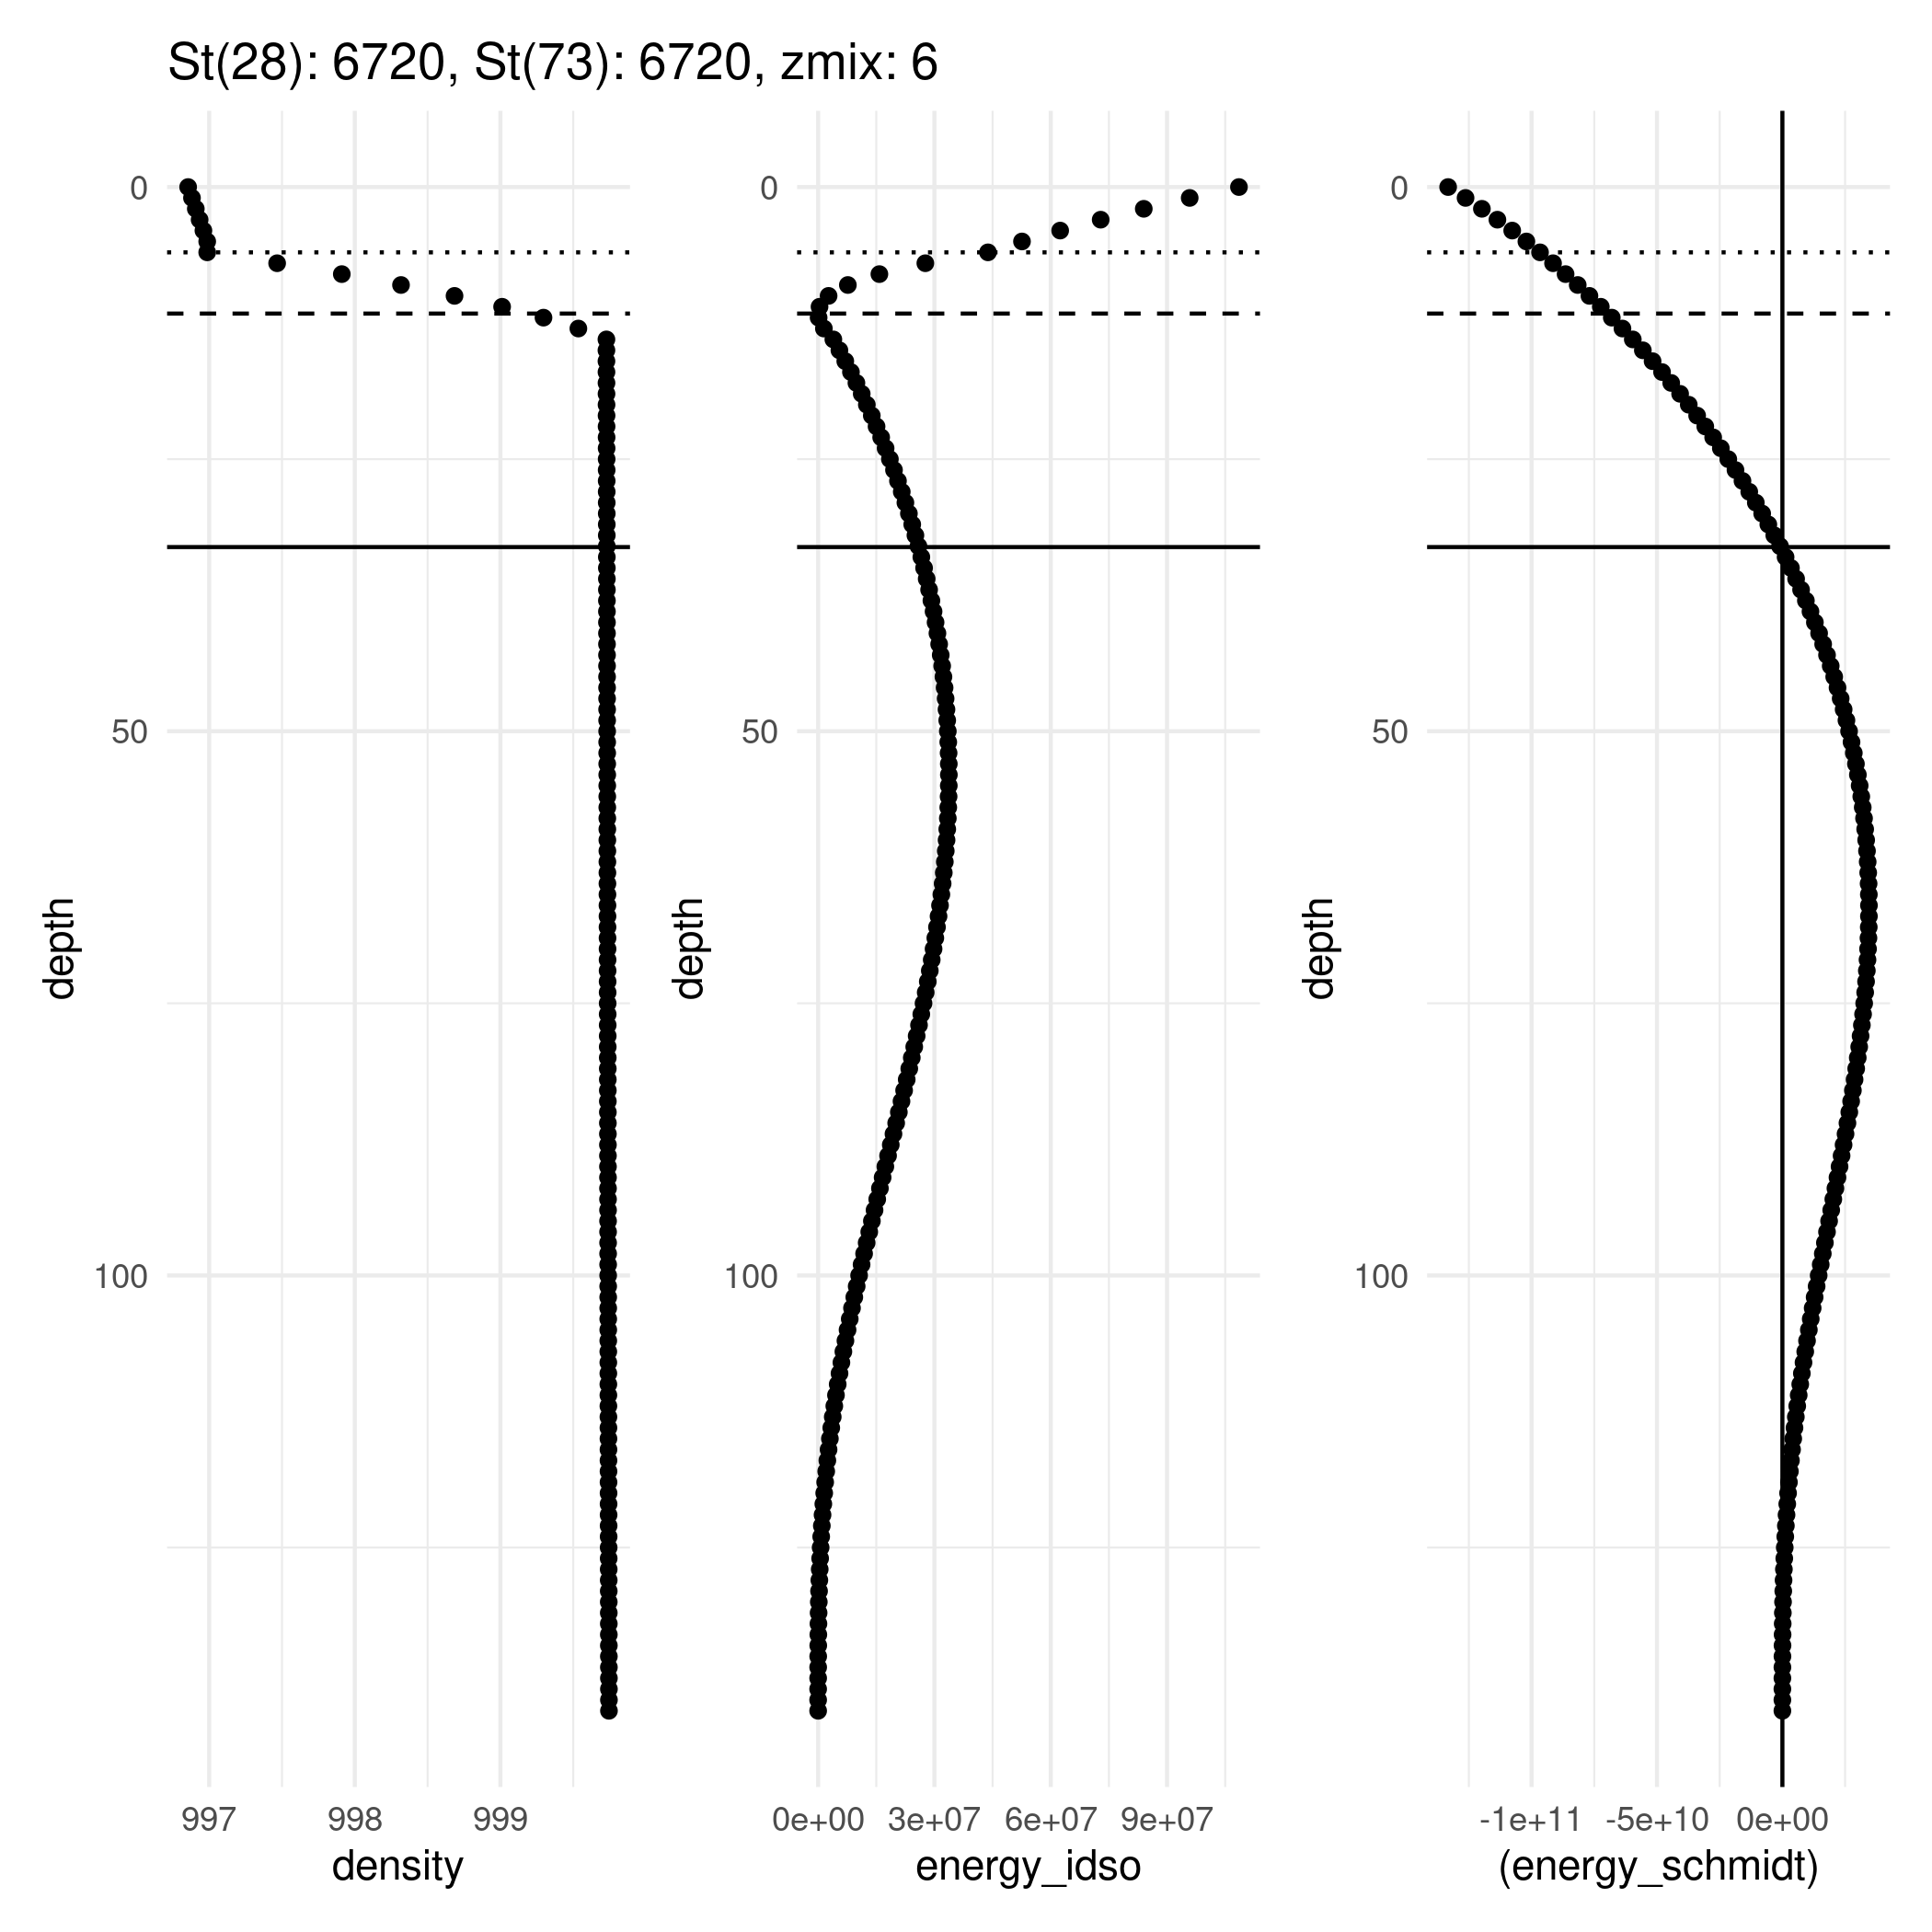 St(28): 6720, St(73): 6720, zmix: 6
0
50
100
depth
997 998 999
density
0
50
100
depth
0e+00 3e+07 6e+07 9e+07
energy_idso
0
50
100
depth
-1e+11 -5e+10 0e+00
(energy_schmidt)